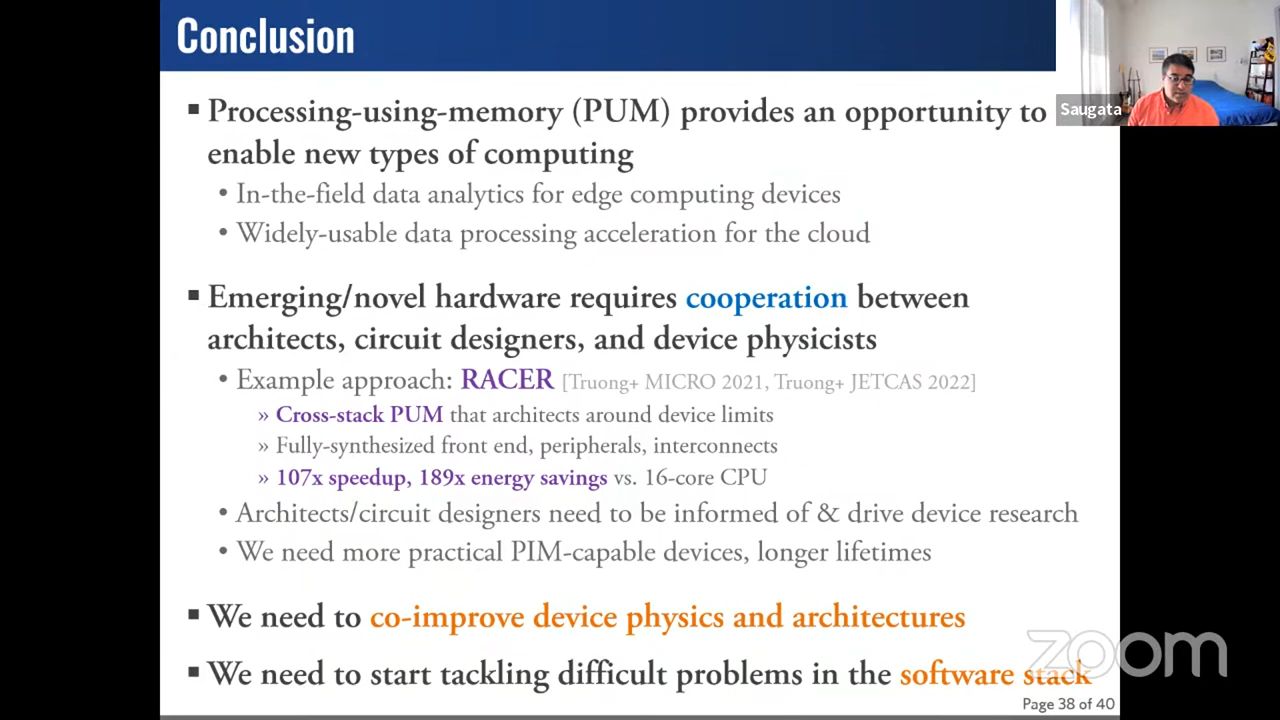 Conclusion
▪ Processing-using-memory (PUM) provides an opportunity to
enable new types of computing
• In-the-field data analytics for edge computing devices
• Widely-usable data processing acceleration for the cloud
▪ Emerging/novel hardware requires cooperation between
architects, circuit designers, and device physicists
• Example approach: RACER [Truong+ MICRO 2021, Truong+ JETCAS 2022]
» Cross-stack PUM that architects around device limits
» Fully-synthesized front end, peripherals, interconnects
» 107x speedup, 189x energy savings vs. 16-core CPU
• Architects/circuit designers need to be informed of & drive device research
• We need more practical PIM-capable devices, longer lifetimes
▪ We need to co-improve device physics and architectures
▪ We need to start tackling difficult problems in the software stack
Page 38 of 40
Saugata
zoom